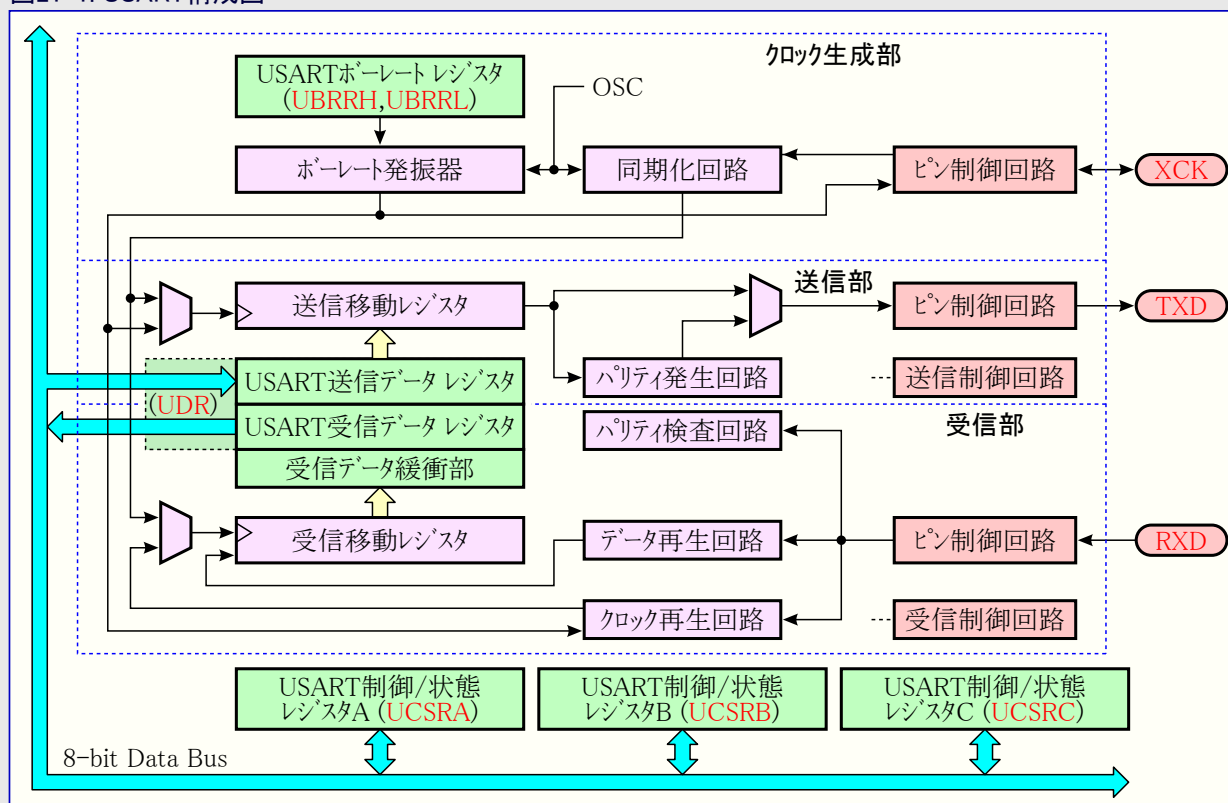 クロック生成部
USARTボーレート レジスタ
(UBRRH,UBRRL)
OSC
ボーレート発振器
同期化回路
ピン制御回路
XCK
送信部
送信移動レジスタ
ピン制御回路
TXD
USART送信データ レジスタ
パリティ発生回路
送信制御回路
(UDR)
USART受信データ レジスタ
パリティ検査回路
受信部
受信データ緩衝部
受信移動レジスタ
データ再生回路
ピン制御回路
RXD
クロック再生回路
受信制御回路
USART制御/状態
レジスタA (UCSRA)
USART制御/状態
レジスタB (UCSRB)
USART制御/状態
レジスタC (UCSRC)
8-bit Data Bus